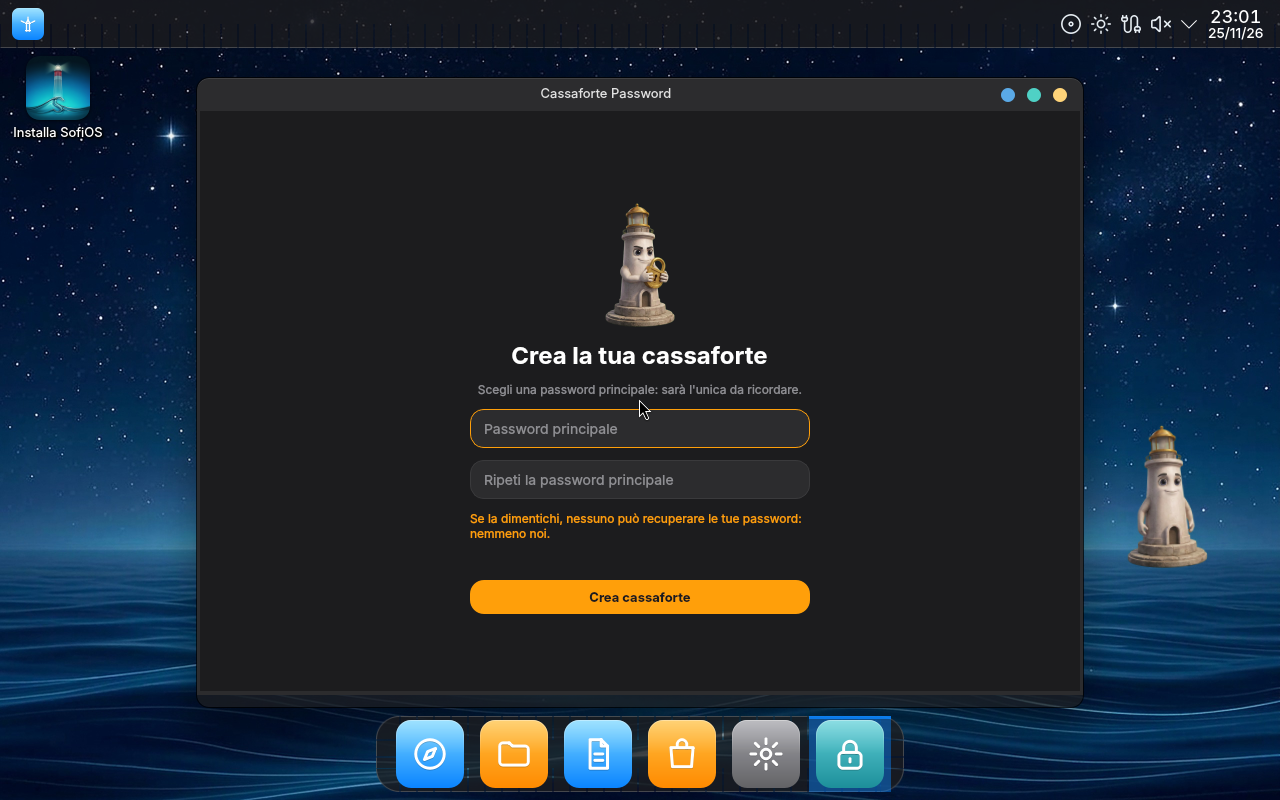 23:01
25/11/26
Installa SofiOS
Cassaforte Password
Crea la tua cassaforte
Scegli una password principale: sarà l'unica da ricordare.
Password principale
Ripeti la password principale
Se la dimentichi, nessuno può recuperare le tue password:
nemmeno noi.
Crea cassaforte